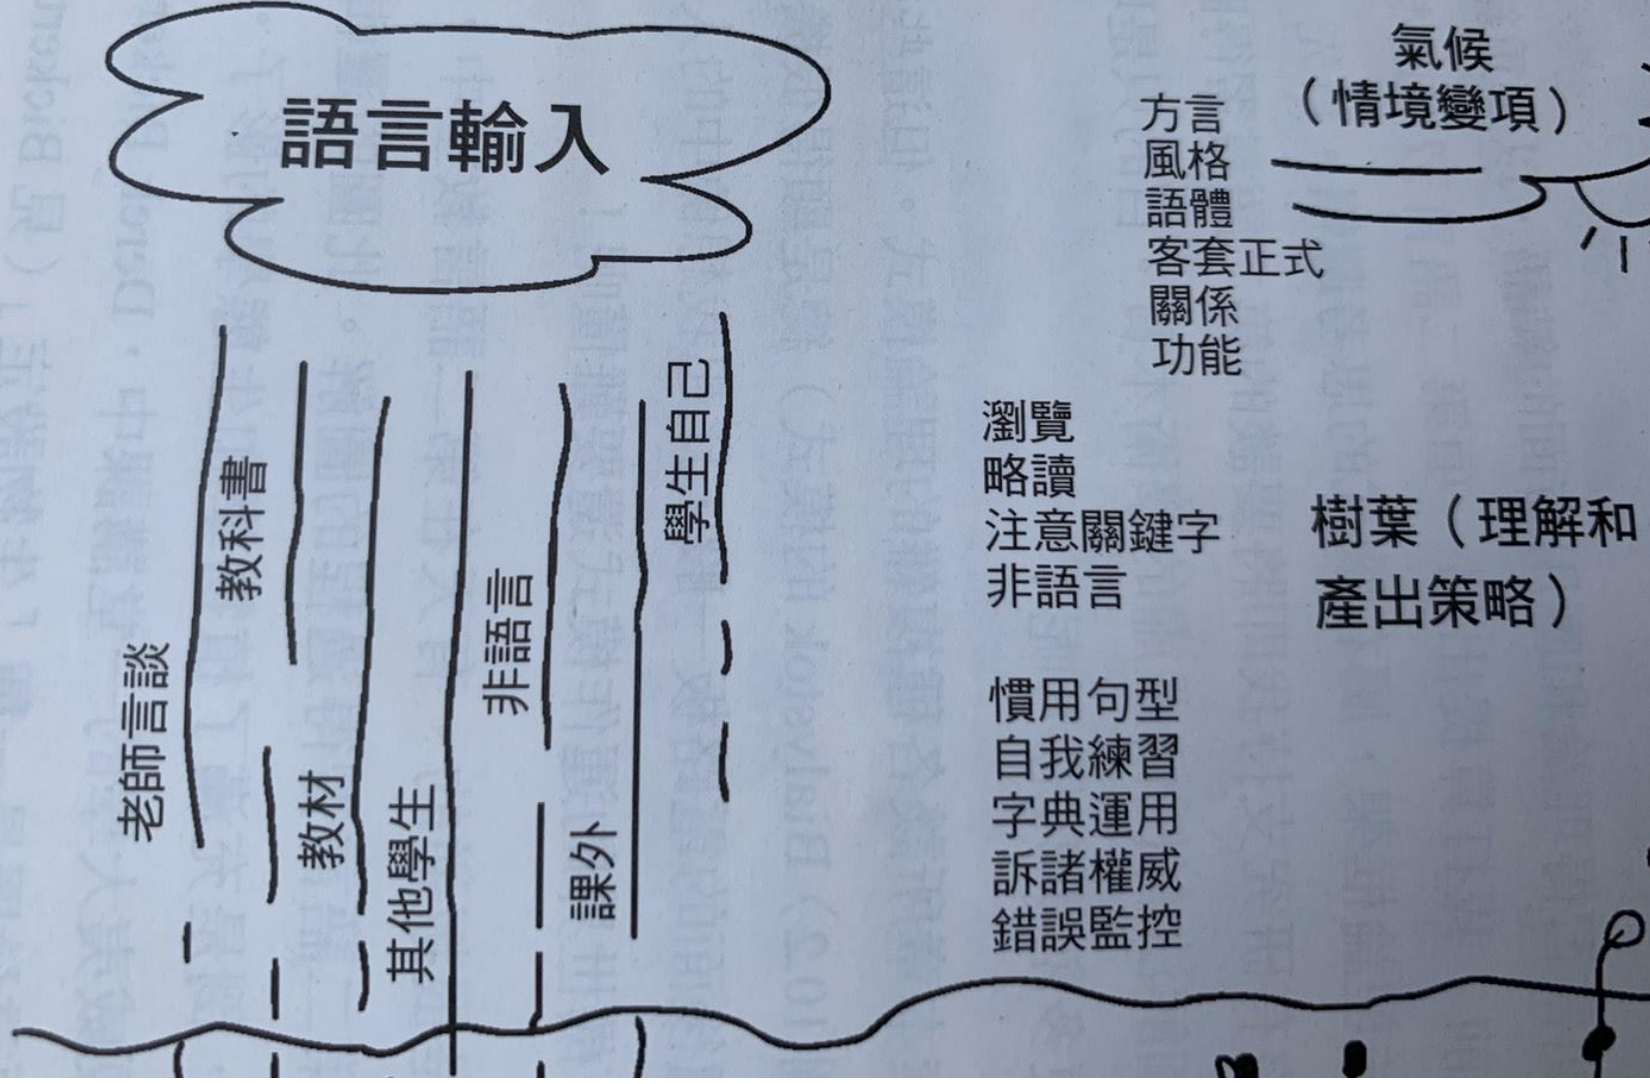 語言輸入
老師言談
教科書
教材
其他學生
非語言
課外
學生自己
氣候
（情境變項）
方言
風格
語體
客套正式
關係
功能
瀏覽
略讀
注意關鍵字
非語言
樹葉（理解和
產出策略）
慣用句型
自我練習
字典運用
訴諸權威
錯誤監控